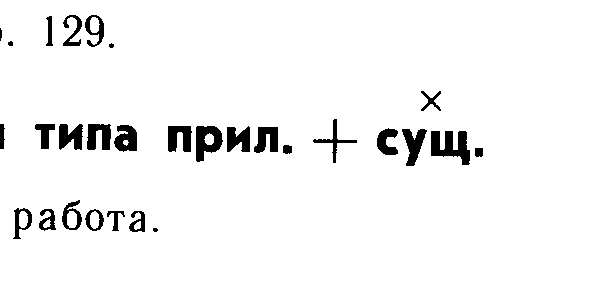 . 129.
типа прил. + сущ.
работа.